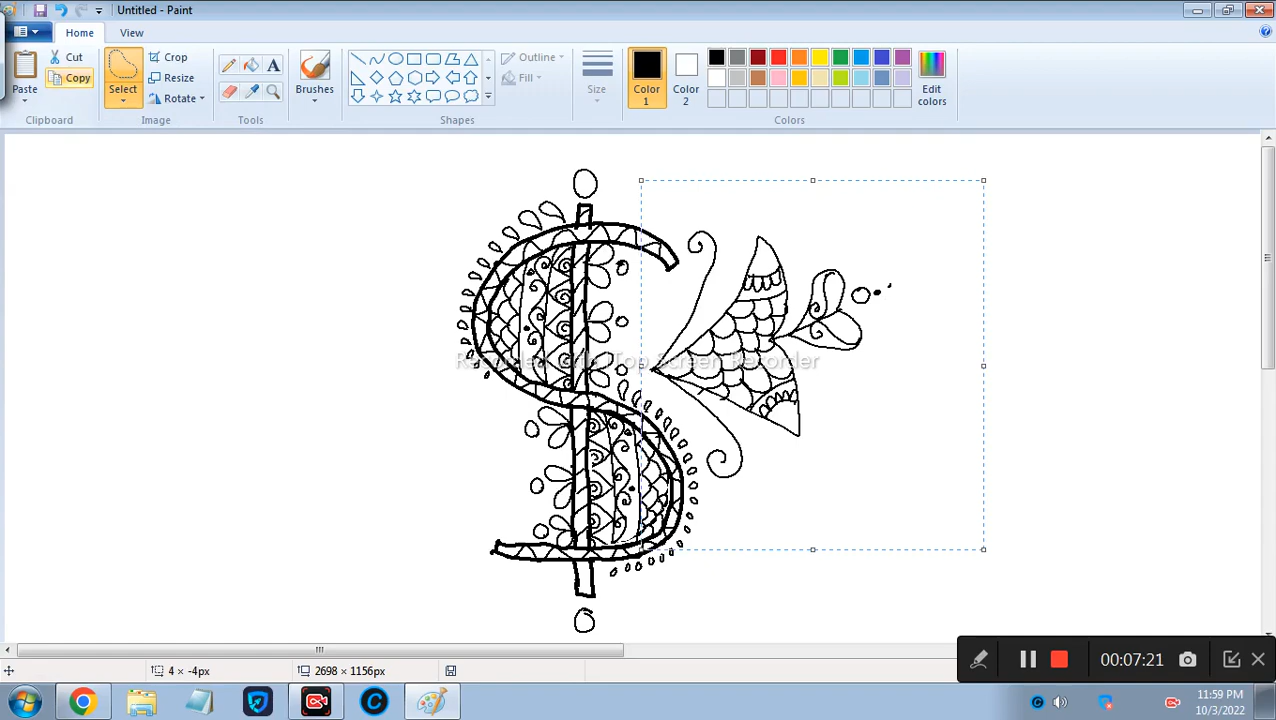 Untitled - Paint
Home
View
Paste
Cut
Copy
Clipboard
Select
Crop
Resize
Rotate
Image
Tools
Brushes
Shapes
Outline
Fill
Size
Color
1
Color
2
Edit
colors
Colors
Screen Recorder
4 × -4px
2698 × 1156px
00:07:21
11:59 PM
10/3/2022